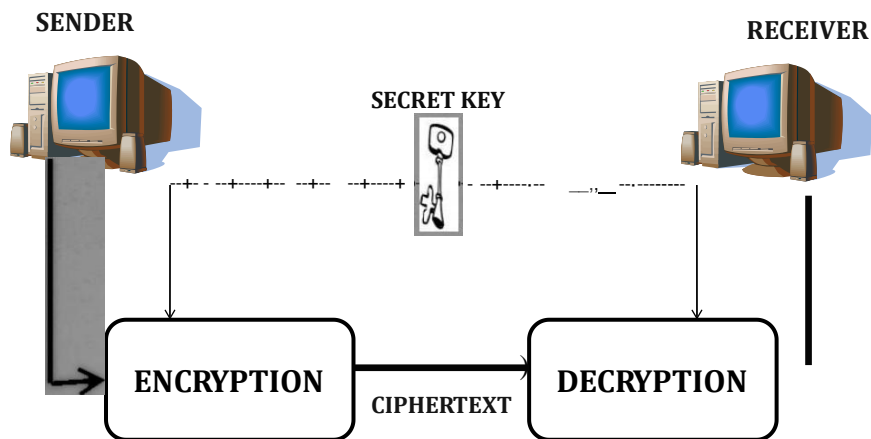 SENDER
RECEIVER
SECRET KEY
ENCRYPTION
DECRYPTION
CIPHERTEXT